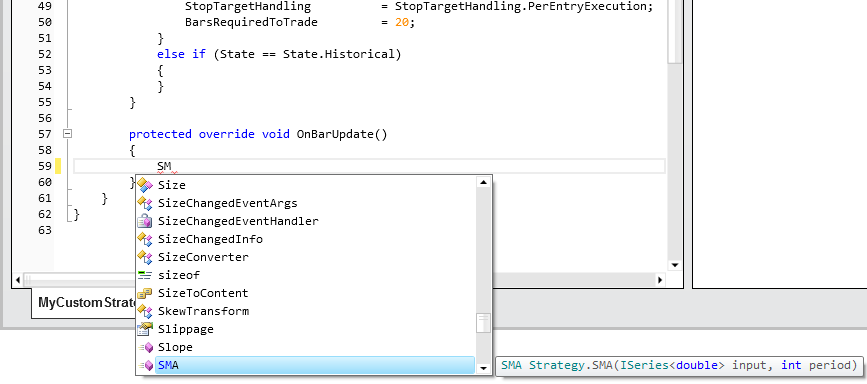 49 StopTargetHandling = StopTargetHandling.PerEntryExecution;
50 BarsRequiredToTrade = 20;
51 }
52 else if (State == State.Historical)
53 {
54 }
55 }
56
57 protected override void OnBarUpdate()
58 {
59 SM
60 }
61 }
62 }
63
Size
SizeChangedEventArgs
SizeChangedEventHandler
SizeChangedInfo
SizeConverter
sizeof
SizeToContent
SkewTransform
Slippage
Slope
SMA
SMA Strategy.SMA(ISeries<double> input, int period)
MyCustomStrate